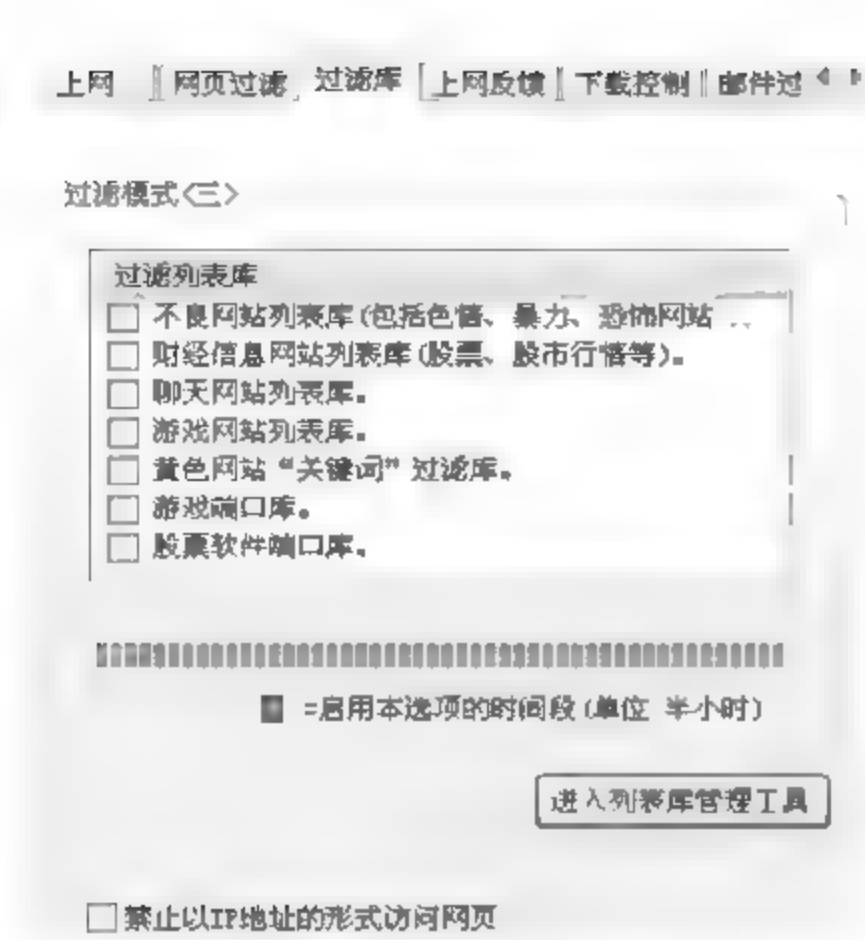 上网 网页过滤 过滤库 上网反馈 下载控制 邮件过
过滤模式<三>
过滤列表库
不良网站列表库(包括色情、暴力、恐怖网站
财经信息网站列表库(股票、股市行情等)。
聊天网站列表库。
游戏网站列表库。
黄色网站“关键词”过滤库。
游戏端口库。
股票软件端口库。
=启用本选项的时间段(单位 半小时)
进入列表库管理工具
禁止以IP地址的形式访问网页